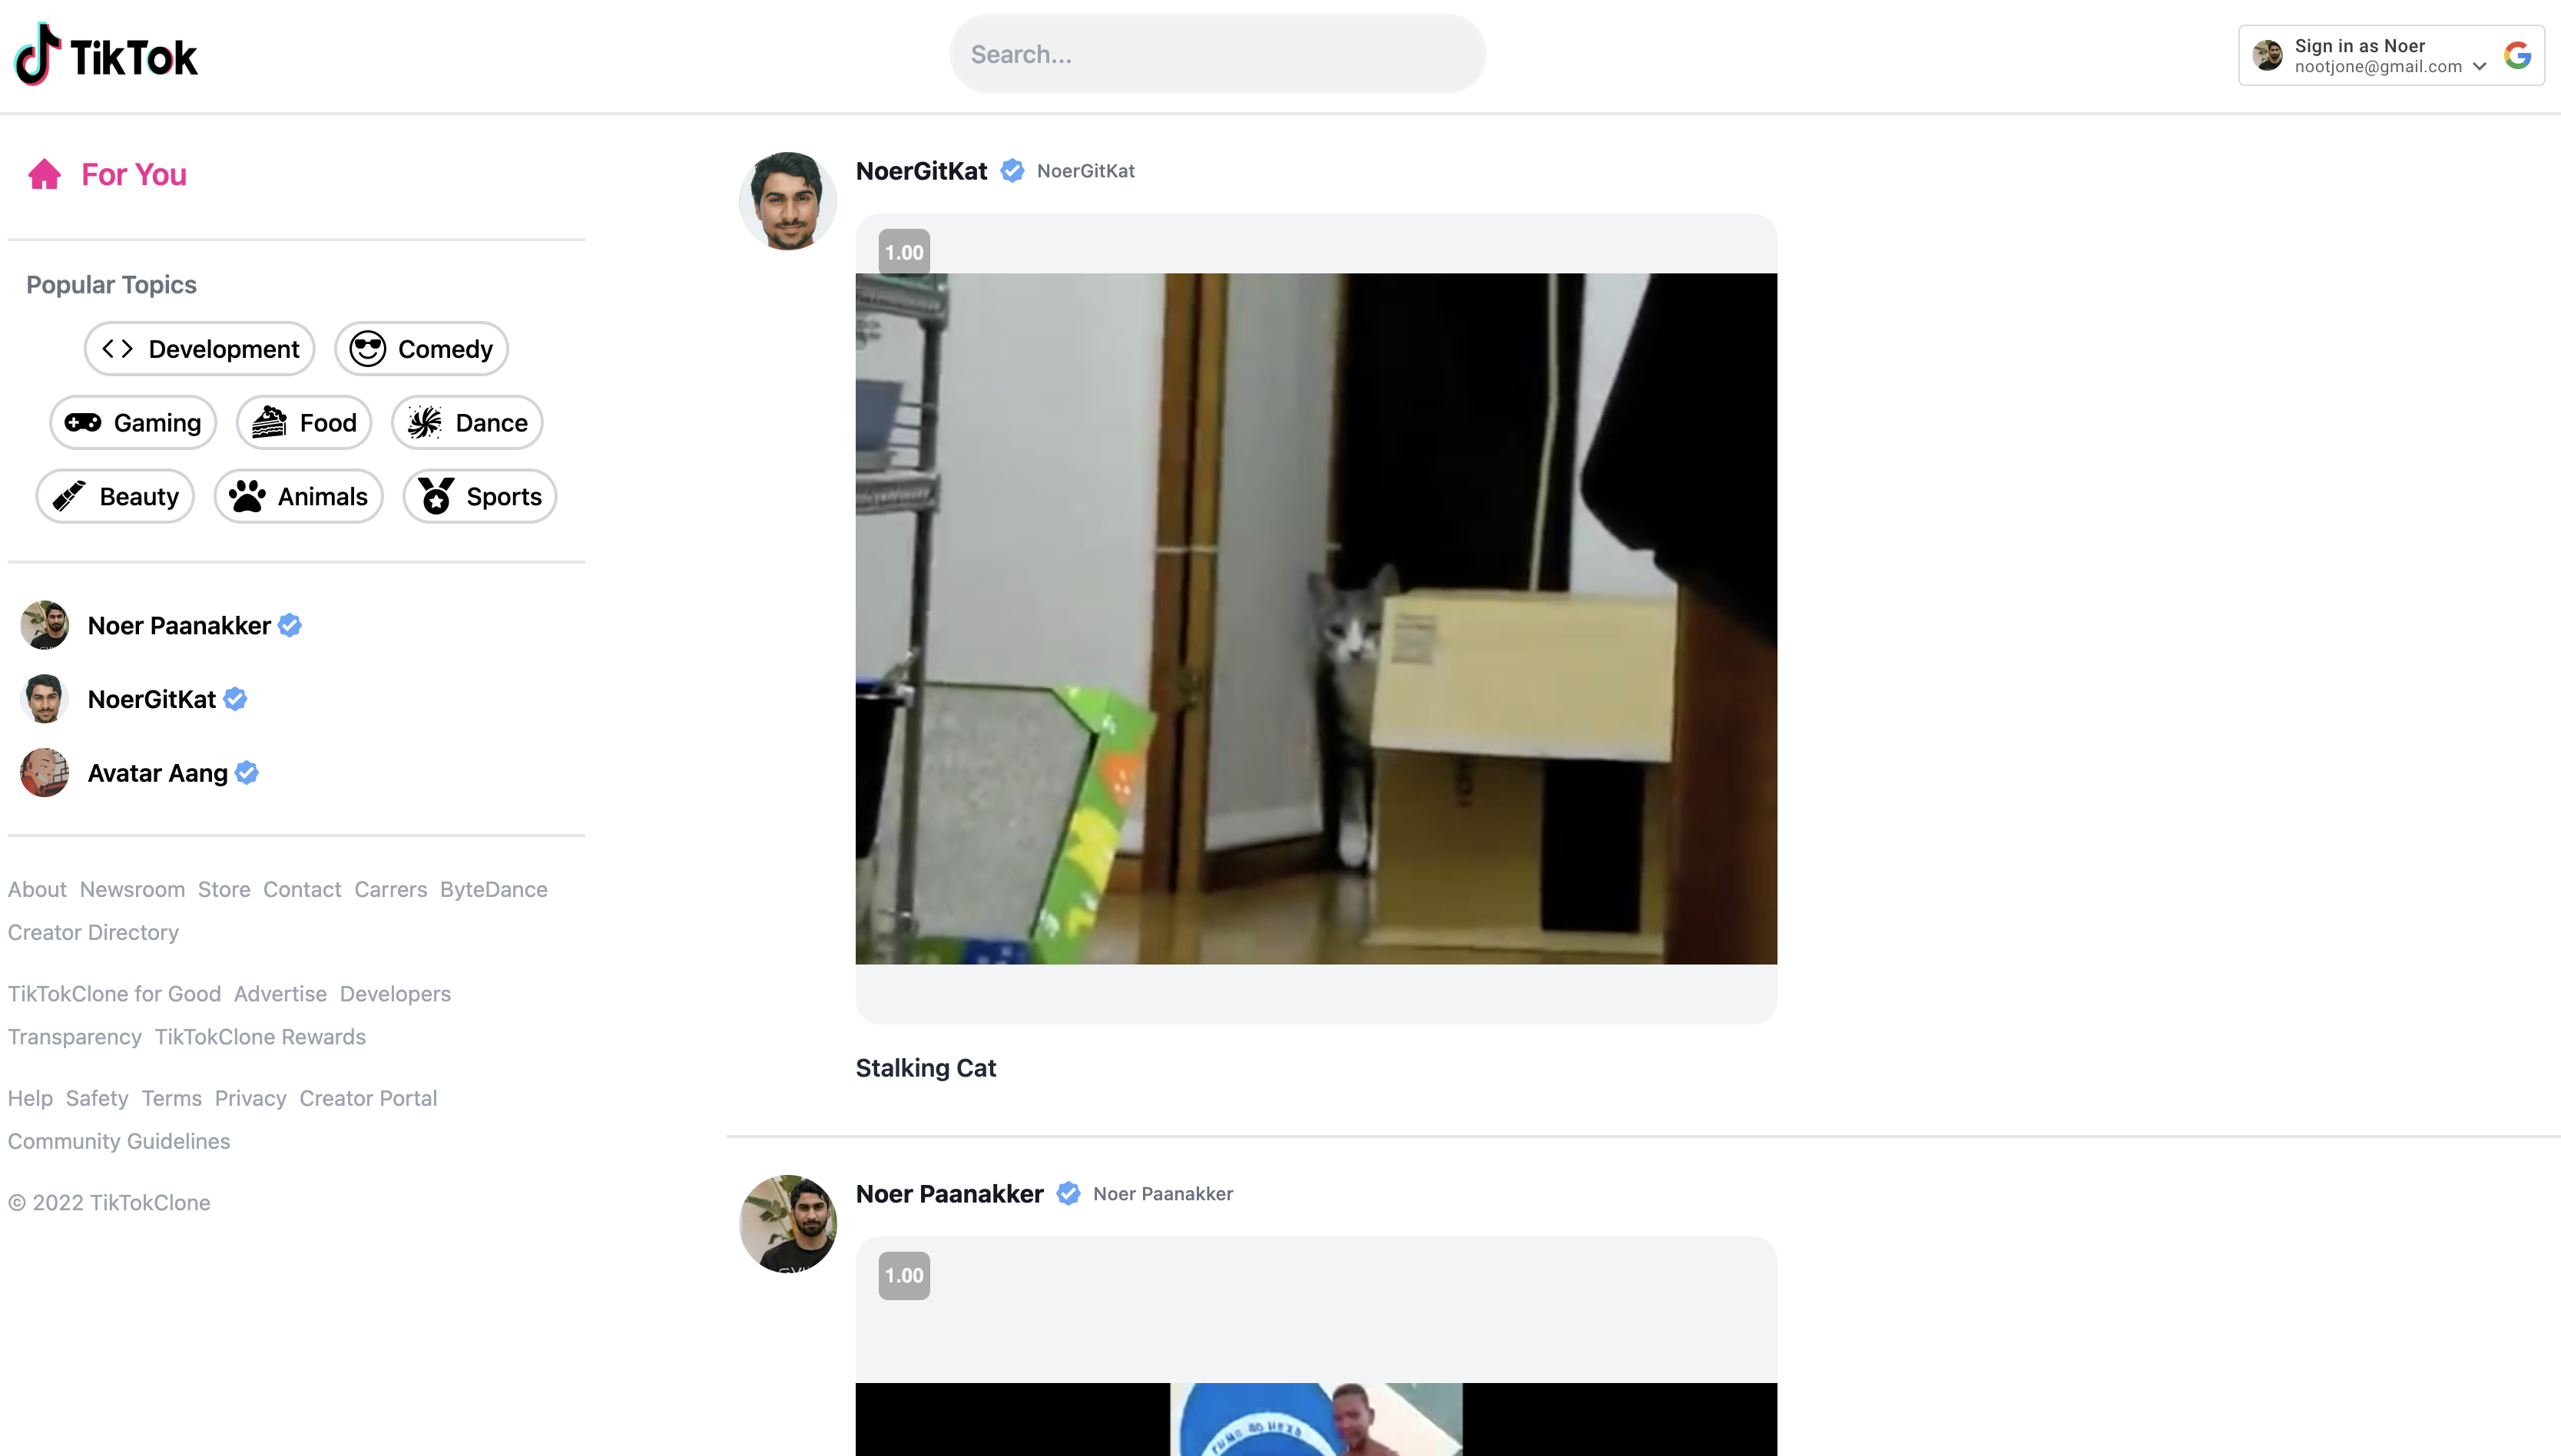 TikTok
Search...
Sign in as Noer
nootjone@gmail.com
For You
Popular Topics
Development Comedy
Gaming Food Dance
Beauty Animals Sports
Noer Paanakker
NoerGitKat
Avatar Aang
About Newsroom Store Contact Carrers ByteDance
Creator Directory
TikTokClone for Good Advertise Developers
Transparency TikTokClone Rewards
Help Safety Terms Privacy Creator Portal
Community Guidelines
© 2022 TikTokClone
NoerGitKat NoerGitKat
1.00
Stalking Cat
Noer Paanakker Noer Paanakker
1.00
RUMO AO HEXA